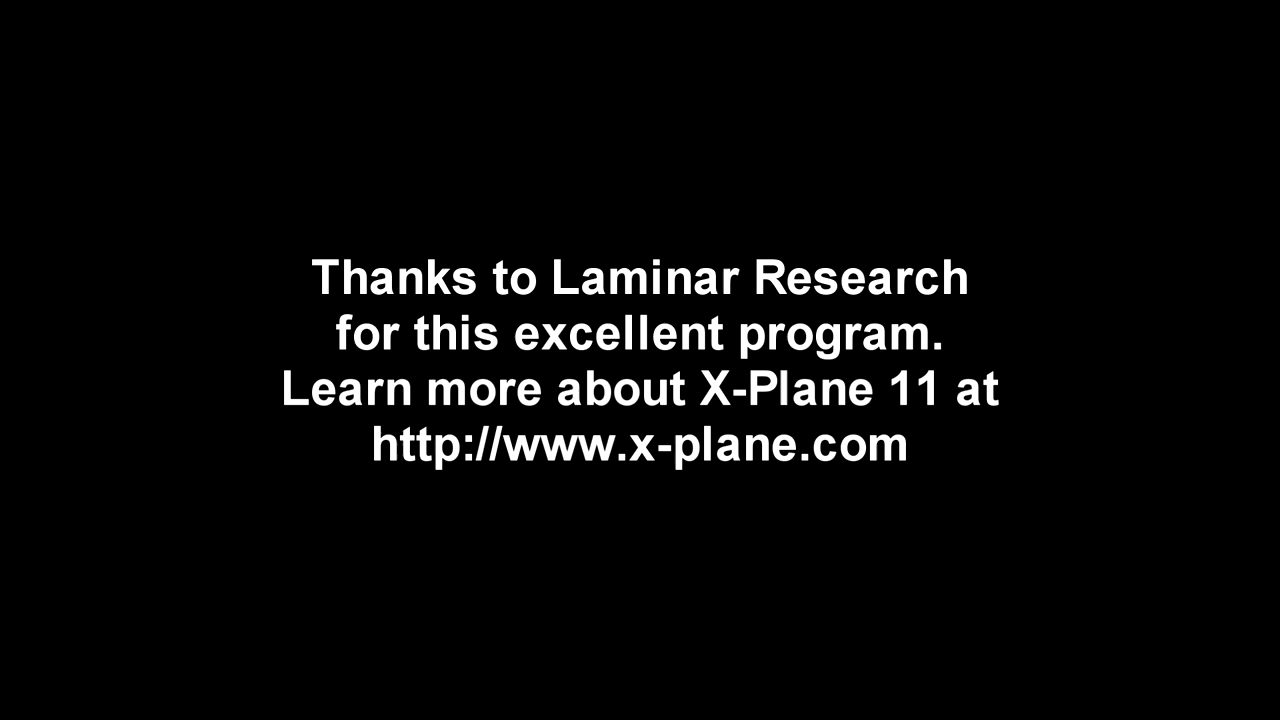 Thanks to Laminar Research
for this excellent program.
Learn more about X-Plane 11 at
http://www.x-plane.com